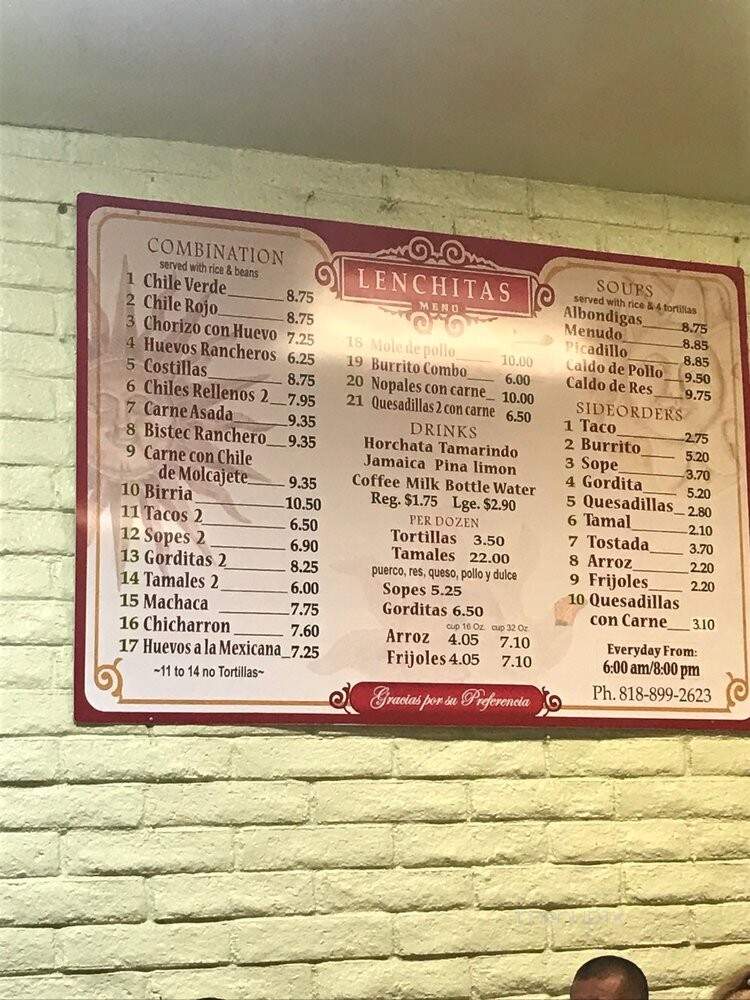 COMBINATION
served with rice & beans
1 Chile Verde 8.75
2 Chile Rojo 8.75
3 Chorizo con Huevo 7.25
4 Huevos Rancheros 6.25
5 Costillas 8.75
6 Chiles Rellenos 2 7.95
7 Carne Asada 9.35
8 Bistec Ranchero 9.35
9 Carne con Chile
de Molcajete 9.35
10 Birria 10.50
11 Tacos 2 6.50
12 Sopes 2 6.90
13 Gorditas 2 8.25
14 Tamales 2 6.00
15 Machaca 7.75
16 Chicharron 7.60
17 Huevos a la Mexicana 7.25
~11 to 14 no Tortillas~
LENCHITAS
MENU
18 Mole de pollo 10.00
19 Burrito Combo 6.00
20 Nopales con carne 10.00
21 Quesadillas 2 con carne 6.50
DRINKS
Horchata Tamarindo
Jamaica Pina limon
Coffee Milk Bottle Water
Reg. $1.75 Lge. $2.90
PER DOZEN
Tortillas 3.50
Tamales 22.00
puerco, res, queso, pollo y dulce
Sopes 5.25
Gorditas 6.50
cup 16 Oz. cup 32 Oz.
Arroz 4.05 7.10
Frijoles 4.05 7.10
Gracias por su Preferencia
SOUPS
served with rice & 4 tortillas
Albondigas 8.75
Menudo 8.85
Picadillo 8.85
Caldo de Pollo 9.50
Caldo de Res 9.75
SIDEORDERS
1 Taco 2.75
2 Burrito 5.20
3 Sope 3.70
4 Gordita 5.20
5 Quesadillas 2.80
6 Tamal 2.10
7 Tostada 3.70
8 Arroz 2.20
9 Frijoles 2.20
10 Quesadillas
con Carne 3.10
Everyday From:
6:00 am/8:00 pm
Ph. 818-899-2623